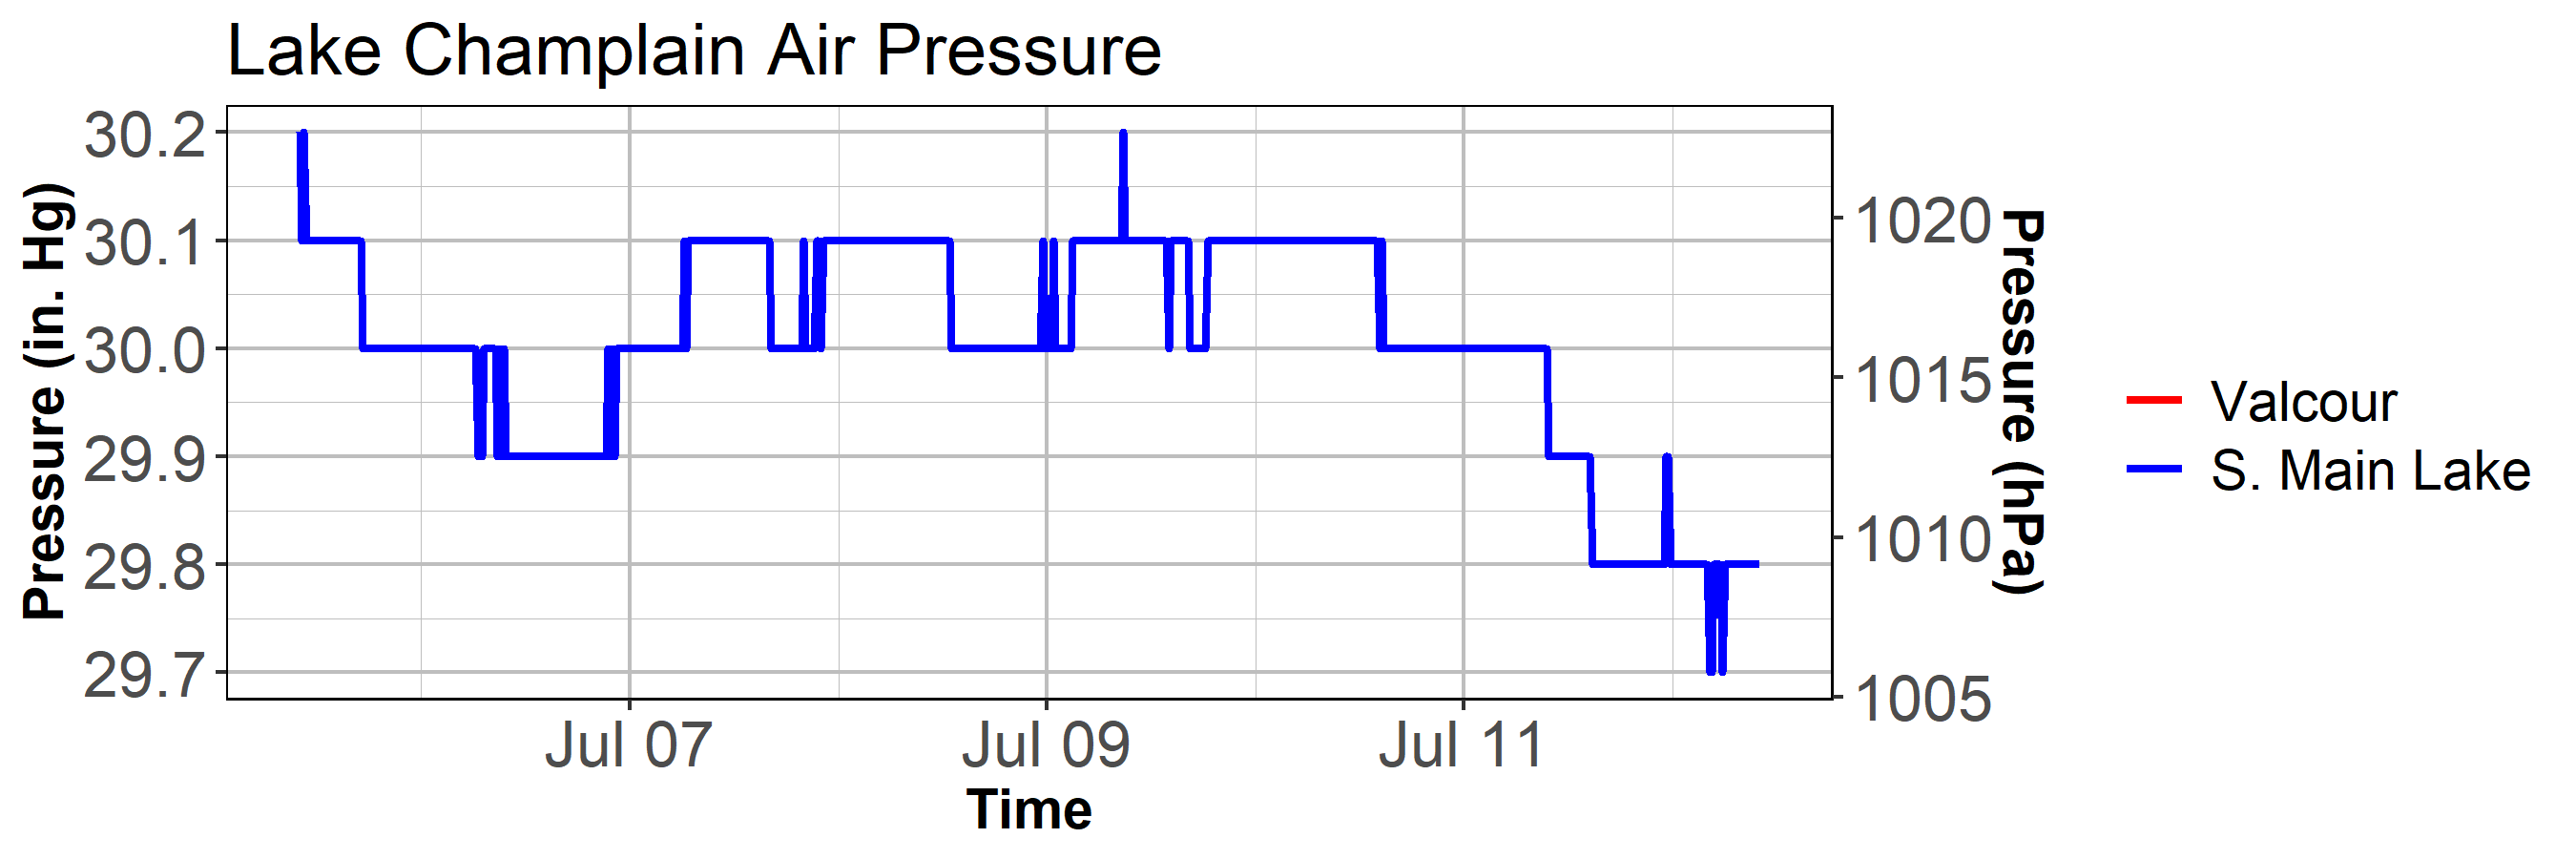 Lake Champlain Air Pressure
Pressure (in. Hg)
30.2
30.1
30.0
29.9
29.8
29.7
Jul 07
Jul 09
Jul 11
Time
1020
1015
1010
1005
Pressure (hPa)
Valcour
S. Main Lake